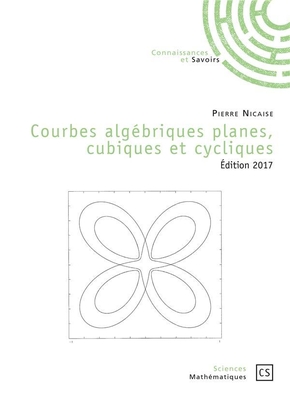 Connaissances
et Savoirs
Pierre Nicaise
Courbes algébriques planes,
cubiques et cycliques
Édition 2017
Sciences
Mathématiques
CS